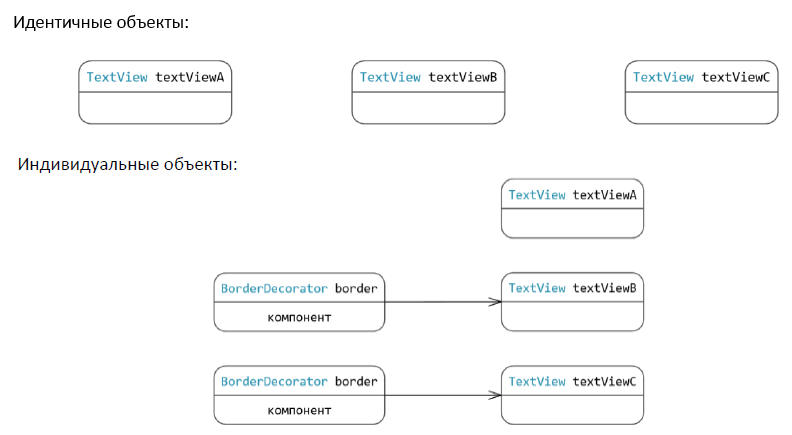 Идентичные объекты:
TextView textViewA
TextView textViewB
TextView textViewC
Индивидуальные объекты:
TextView textViewA
BorderDecorator border
компонент
TextView textViewB
BorderDecorator border
компонент
TextView textViewC